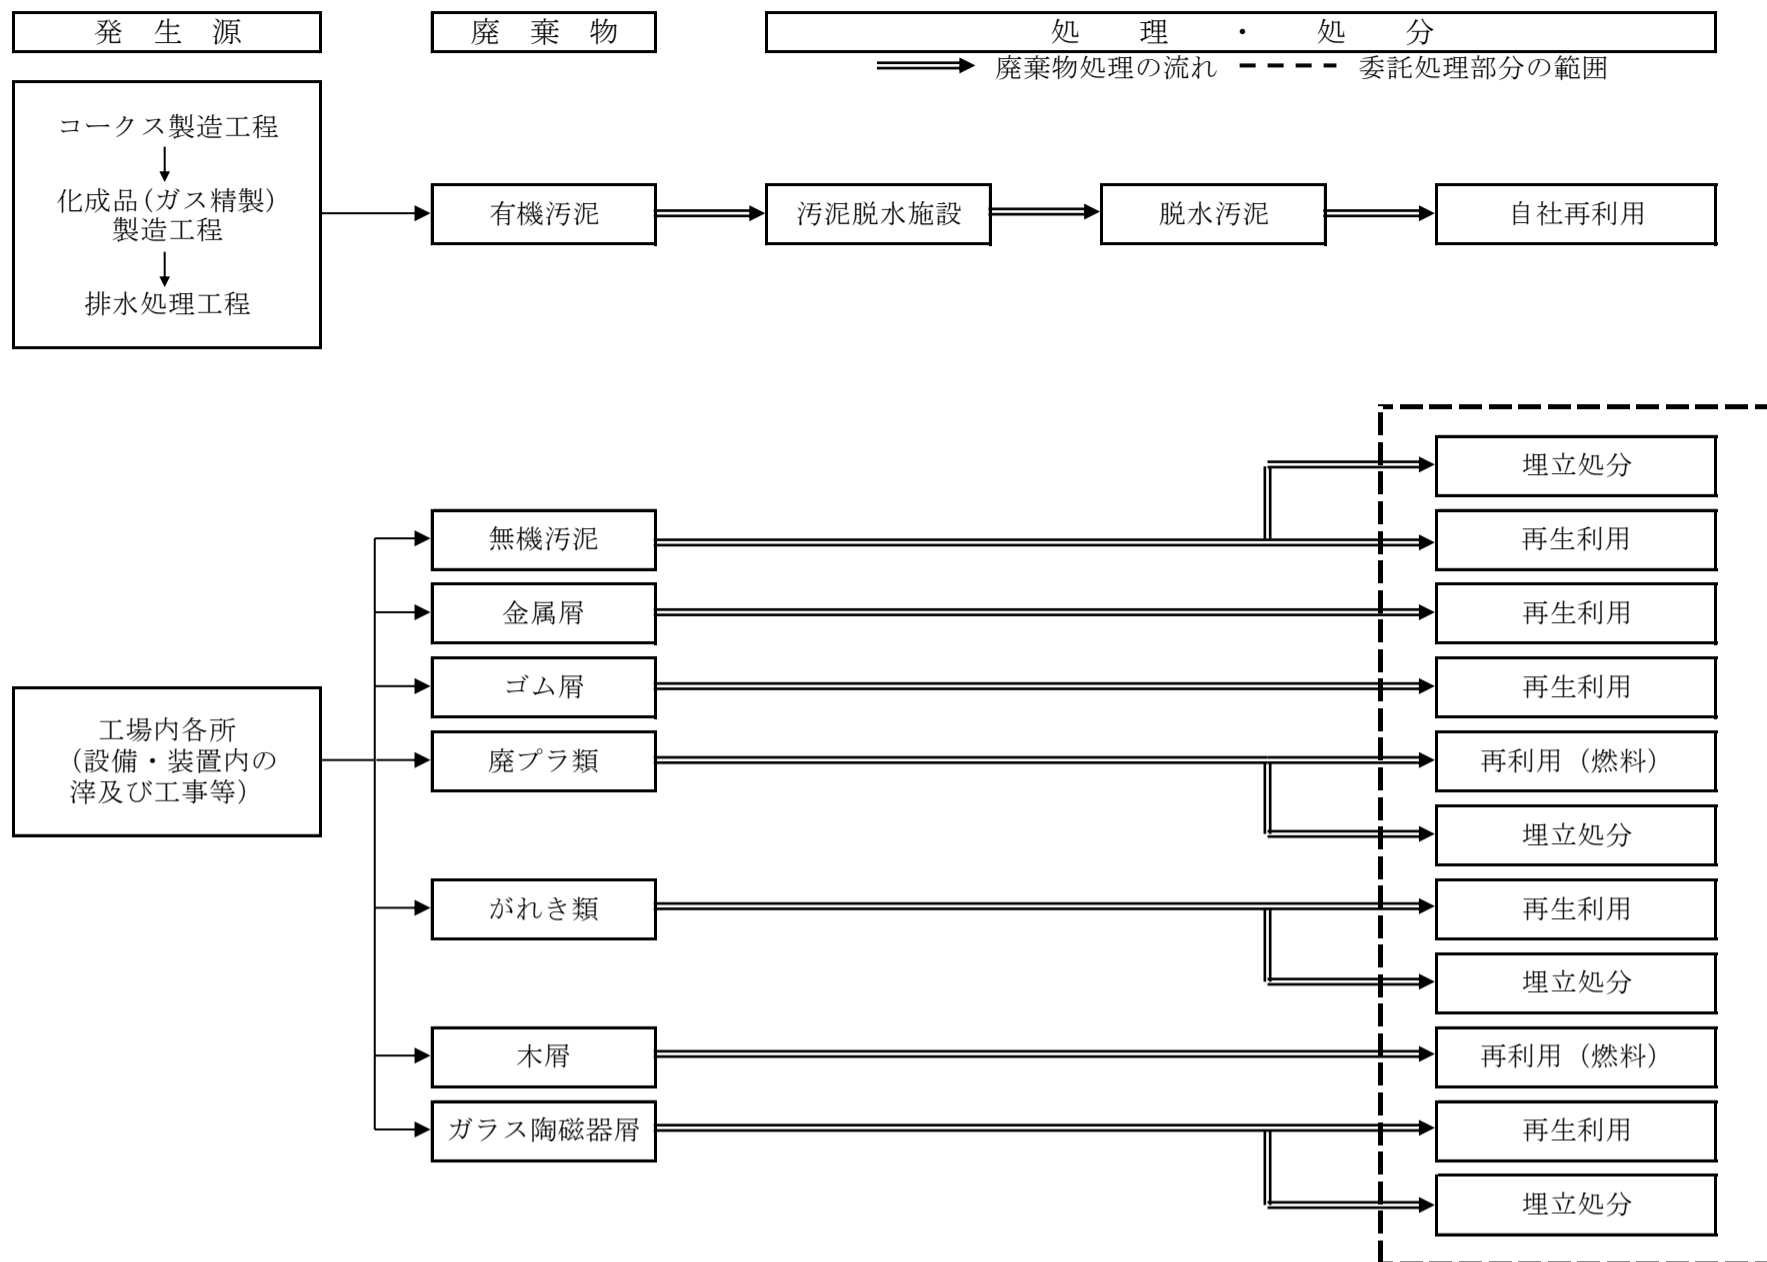 発 生 源
廃 棄 物
処 理 ・ 処 分
廃棄物処理の流れ
委託処理部分の範囲
コークス製造工程
化成品(ガス精製)
製造工程
排水処理工程
有機汚泥
汚泥脱水施設
脱水汚泥
自社再利用
埋立処分
無機汚泥
再生利用
金属屑
再生利用
ゴム屑
再生利用
工場内各所
(設備・装置内の
滓及び工事等)
廃プラ類
再利用 (燃料)
埋立処分
がれき類
再生利用
埋立処分
木屑
再利用 (燃料)
ガラス陶磁器屑
再生利用
埋立処分